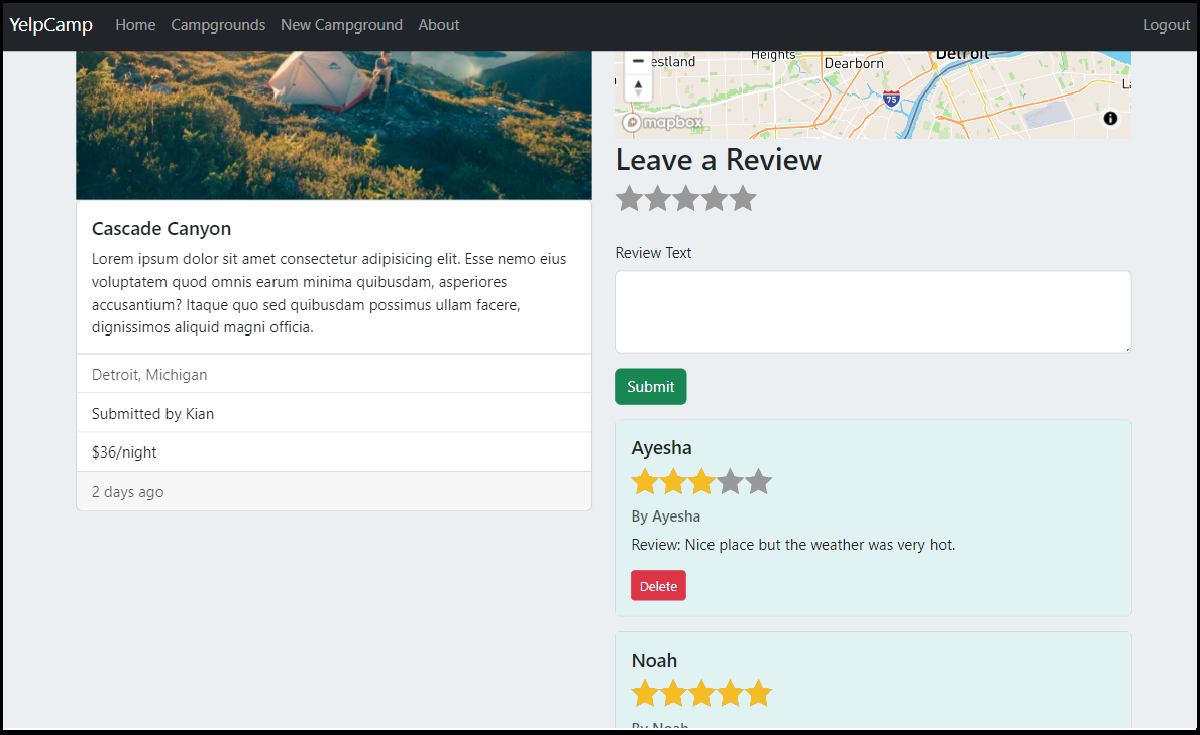 YelpCamp Home Campgrounds New Campground About Logout
Cascade Canyon
Lorem ipsum dolor sit amet consectetur adipisicing elit. Esse nemo eius
voluptatem quod omnis earum minima quibusdam, asperiores
accusantium? Itaque quo sed quibusdam possimus ullam facere,
dignissimos aliquid magni officia.
Detroit, Michigan
Submitted by Kian
$36/night
2 days ago
estland
Heights
Dearborn
Detroit
75
mapbox
Leave a Review
Review Text
Submit
Ayesha
By Ayesha
Review: Nice place but the weather was very hot.
Delete
Noah
By Noah